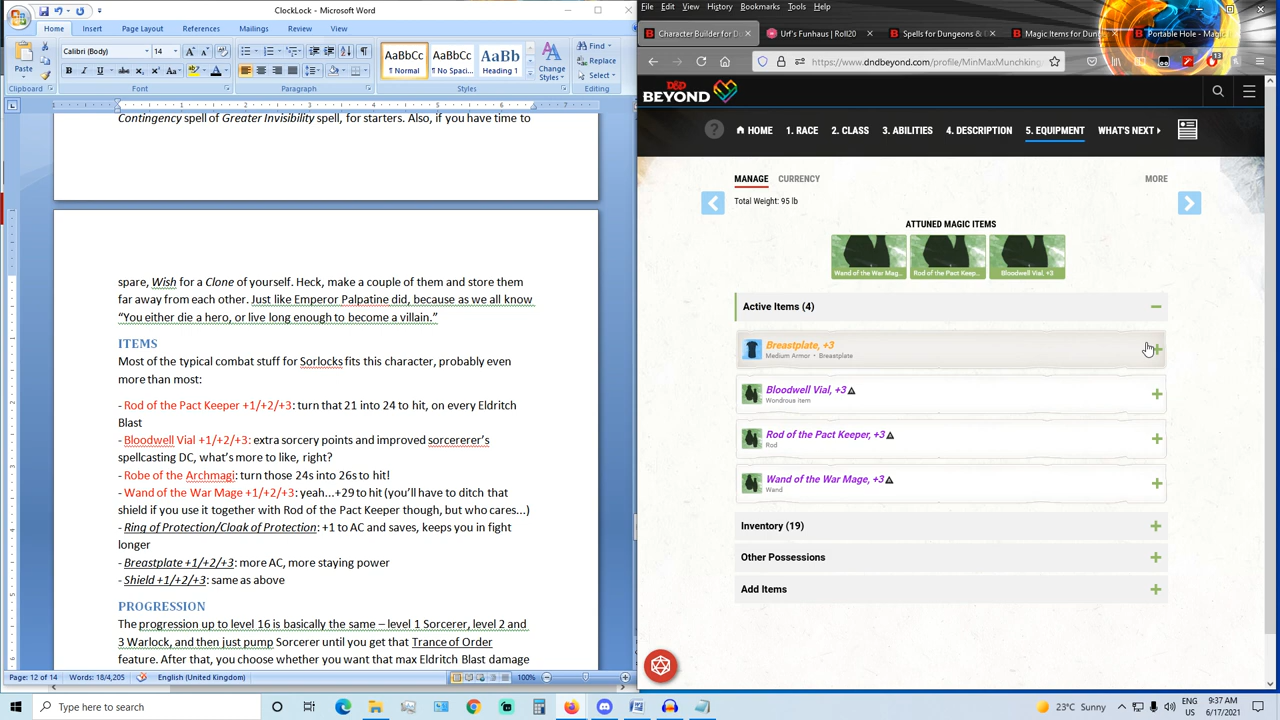 ClockLock - Microsoft Word
Home Insert Page Layout References Mailings Review View
Paste
Calibri (Body) 14
AaBbCc AaBbCc AaBb
¶ Normal ¶ No Spaci... Heading 1
Change Styles
Find
Replace
Select
Clipboard Font Paragraph Styles Editing
Contingency spell of Greater Invisibility spell, for starters. Also, if you have time to
spare, Wish for a Clone of yourself. Heck, make a couple of them and store them
far away from each other. Just like Emperor Palpatine did, because as we all know
“You either die a hero, or live long enough to become a villain.”
ITEMS
Most of the typical combat stuff for Sorlocks fits this character, probably even
more than most:
- Rod of the Pact Keeper +1/+2/+3: turn that 21 into 24 to hit, on every Eldritch
Blast
- Bloodwell Vial +1/+2/+3: extra sorcery points and improved sorcererer’s
spellcasting DC, what’s more to like, right?
- Robe of the Archmagi: turn those 24s into 26s to hit!
- Wand of the War Mage +1/+2/+3: yeah...+29 to hit (you’ll have to ditch that
shield if you use it together with Rod of the Pact Keeper though, but who cares...)
- Ring of Protection/Cloak of Protection: +1 to AC and saves, keeps you in fight
longer
- Breastplate +1/+2/+3: more AC, more staying power
- Shield +1/+2/+3: same as above
PROGRESSION
The progression up to level 16 is basically the same – level 1 Sorcerer, level 2 and
3 Warlock, and then just pump Sorcerer until you get that Trance of Order
feature. After that, you choose whether you want that max Eldritch Blast damage
Page: 12 of 14 Words: 18/4,205 English (United Kingdom) 100%
Edit View History Bookmarks Tools Help
Character Builder for D Urf's Funhaus | Roll20 Spells for Dungeons & Magic Items for Dun Portable Hole - Magic
https://www.dndbeyond.com/profile/MinMaxMunchking
D&D
BEYOND
HOME 1. RACE 2. CLASS 3. ABILITIES 4. DESCRIPTION 5. EQUIPMENT WHAT'S NEXT
MANAGE CURRENCY MORE
Total Weight: 95 lb
ATTUNED MAGIC ITEMS
Wand of the War Mag... Rod of the Pact Keep... Bloodwell Vial, +3
Active Items (4)
Breastplate, +3
Medium Armor • Breastplate
Bloodwell Vial, +3
Wondrous item
Rod of the Pact Keeper, +3
Rod
Wand of the War Mage, +3
Wand
Inventory (19)
Other Possessions
Add Items
Type here to search
23°C Sunny
ENG
US
9:37 AM
6/17/2021